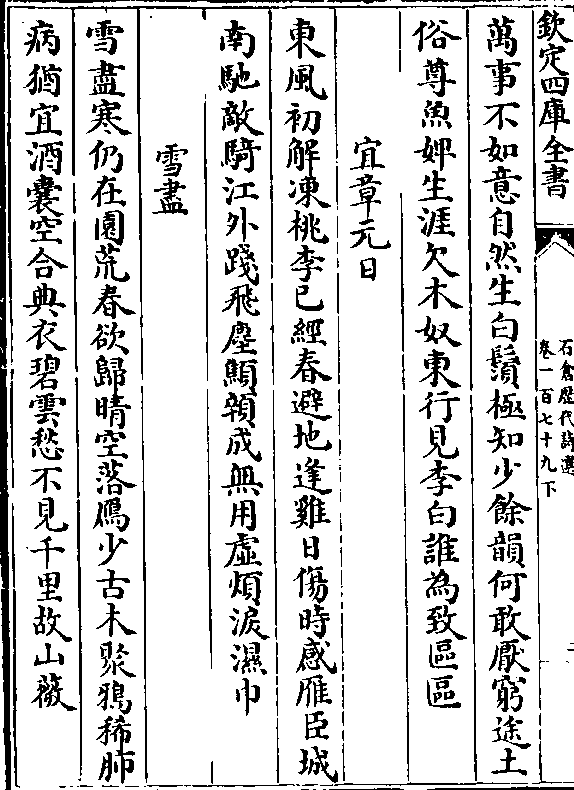 欽定四庫全書
石倉歷代詩選
卷一百七十九下
萬事不如意自然生白鬚極知少餘韻何敢厭窮途土
俗尊魚婢生涯欠木奴東行見李白誰為致區區
宜章元日
東風初解凍桃李已經春避地逢雞日傷時感雁臣城
南馳敵騎江外踐飛塵顦顇成無用虛煩淚濕巾
雪盡
雪盡寒仍在園荒春欲歸晴空落鴈少古木聚鴉稀肺
病猶宜酒囊空合典衣碧雲愁不見千里故山薇